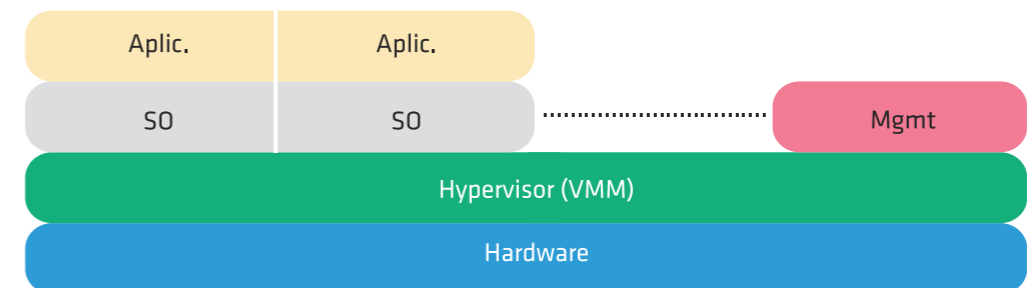 Aplic. Aplic.
SO SO Mgmt
Hypervisor (VMM)
Hardware